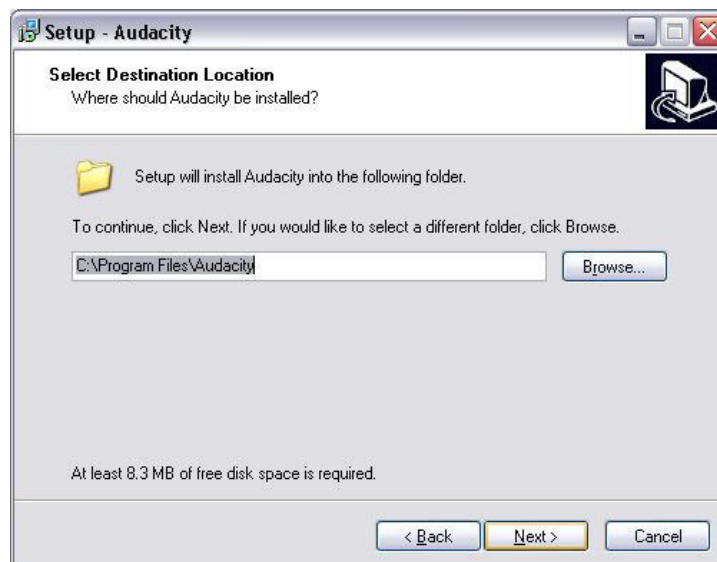 Setup - Audacity
Select Destination Location
Where should Audacity be installed?
Setup will install Audacity into the following folder.
To continue, click Next. If you would like to select a different folder, click Browse.
C:\Program Files\Audacity
Browse...
At least 8.3 MB of free disk space is required.
< Back
Next >
Cancel